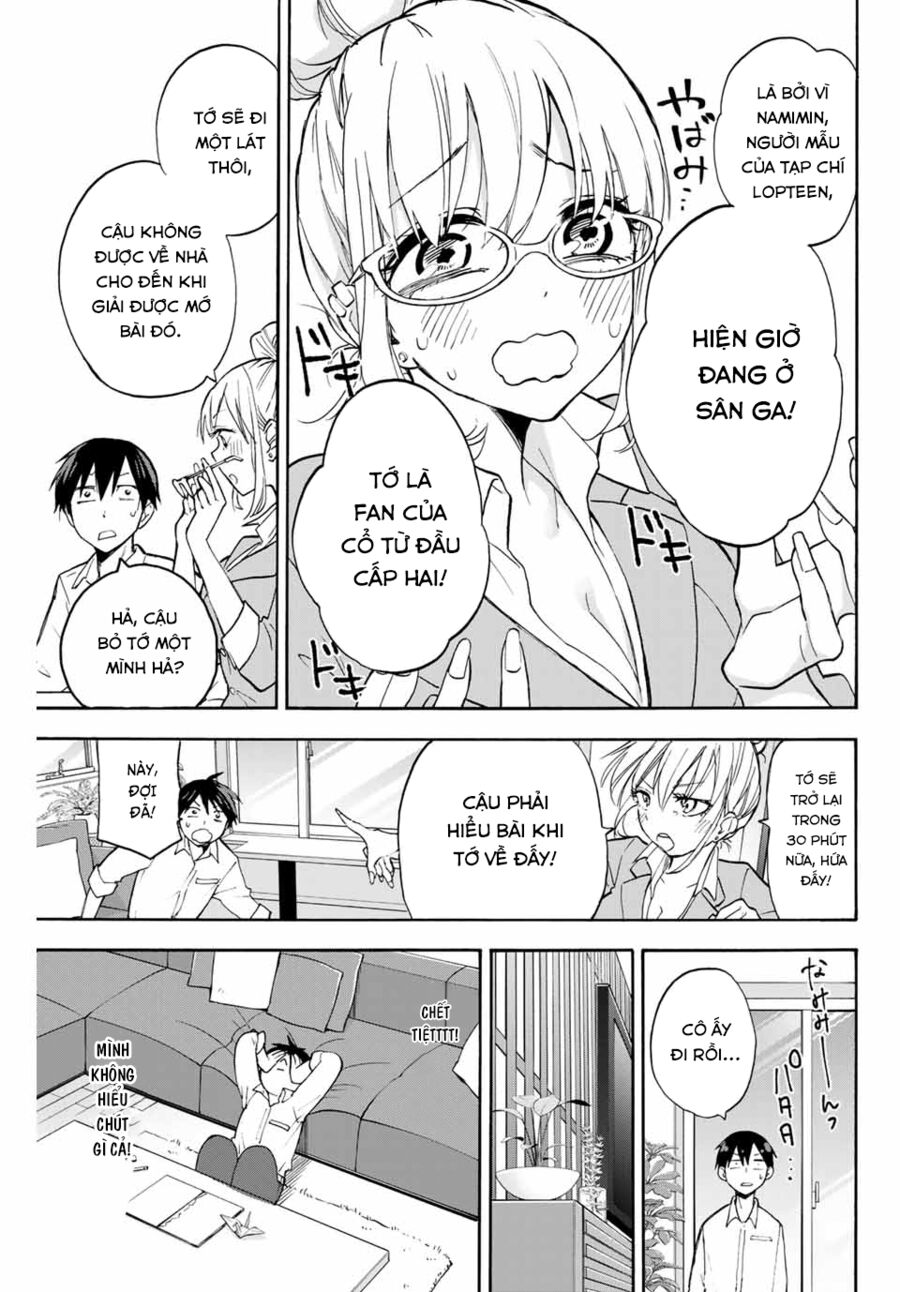 LÀ BỞI VÌ
NAMIMIN,
NGƯỜI MẪU
CỦA TẠP CHÍ
LOPTEEN,
やばみ…
HIỆN GIỜ
ĐANG Ở
SÂN GA!
TỚ LÀ
FAN CỦA
CỔ TỪ ĐẦU
CẤP HAI!
ドキ
ドキ
ドキ
TỚ SẼ ĐI
MỘT LÁT
THÔI,
CẬU KHÔNG
ĐƯỢC VỀ NHÀ
CHO ĐẾN KHI
GIẢI ĐƯỢC MỚ
BÀI ĐÓ.
HẢ, CẬU
BỎ TỚ MỘT
MÌNH HẢ?
TỚ SẼ
TRỞ LẠI
TRONG
30 PHÚT
NỮA, HỨA
ĐẤY!
CẬU PHẢI
HIỂU BÀI KHI
TỚ VỀ ĐẤY!
NÀY,
ĐỢI
ĐÃ!
なみみーんっ
CÔ ẤY
ĐI RỒI...
CHẾT
TIỆTTTT!
MÌNH
KHÔNG
HIỂU
CHÚT
GÌ CẢ!